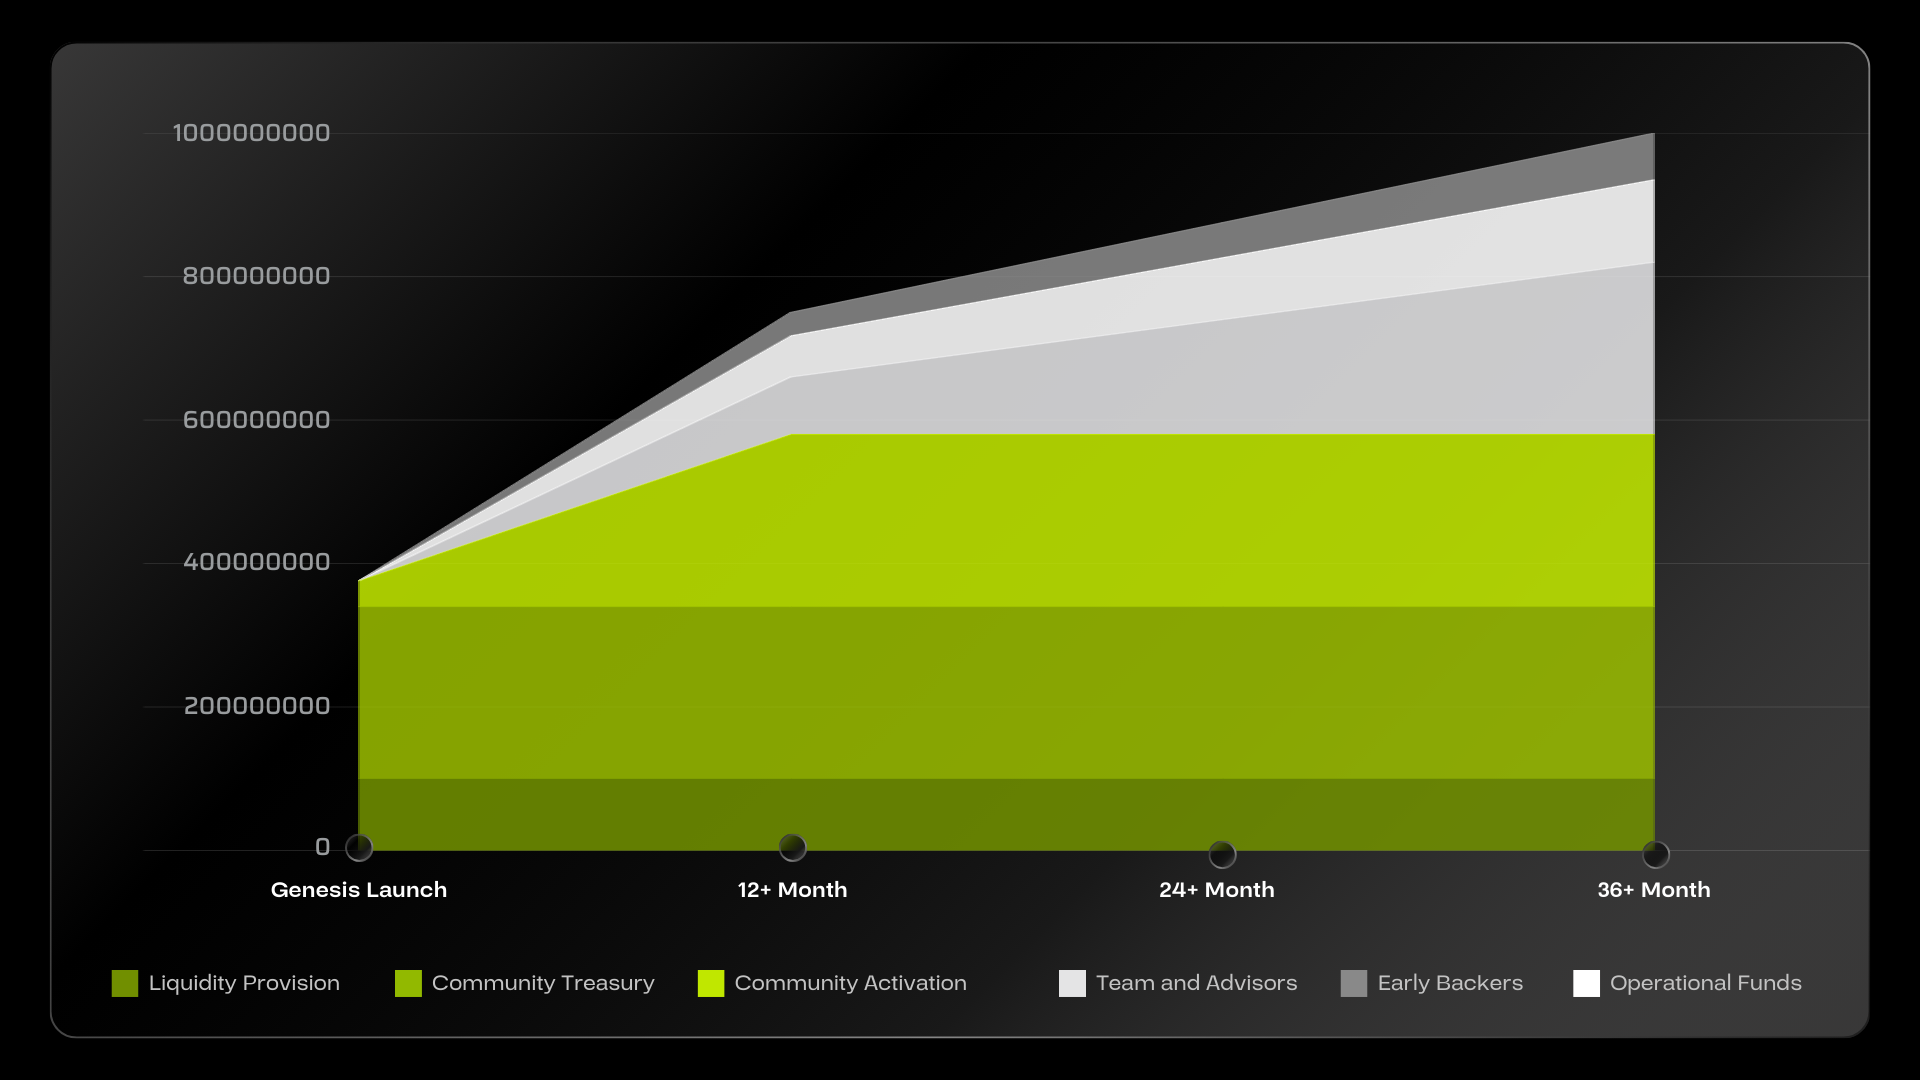 1000000000
800000000
600000000
400000000
200000000
0
Genesis Launch
12+ Month
24+ Month
36+ Month
Liquidity Provision
Community Treasury
Community Activation
Team and Advisors
Early Backers
Operational Funds